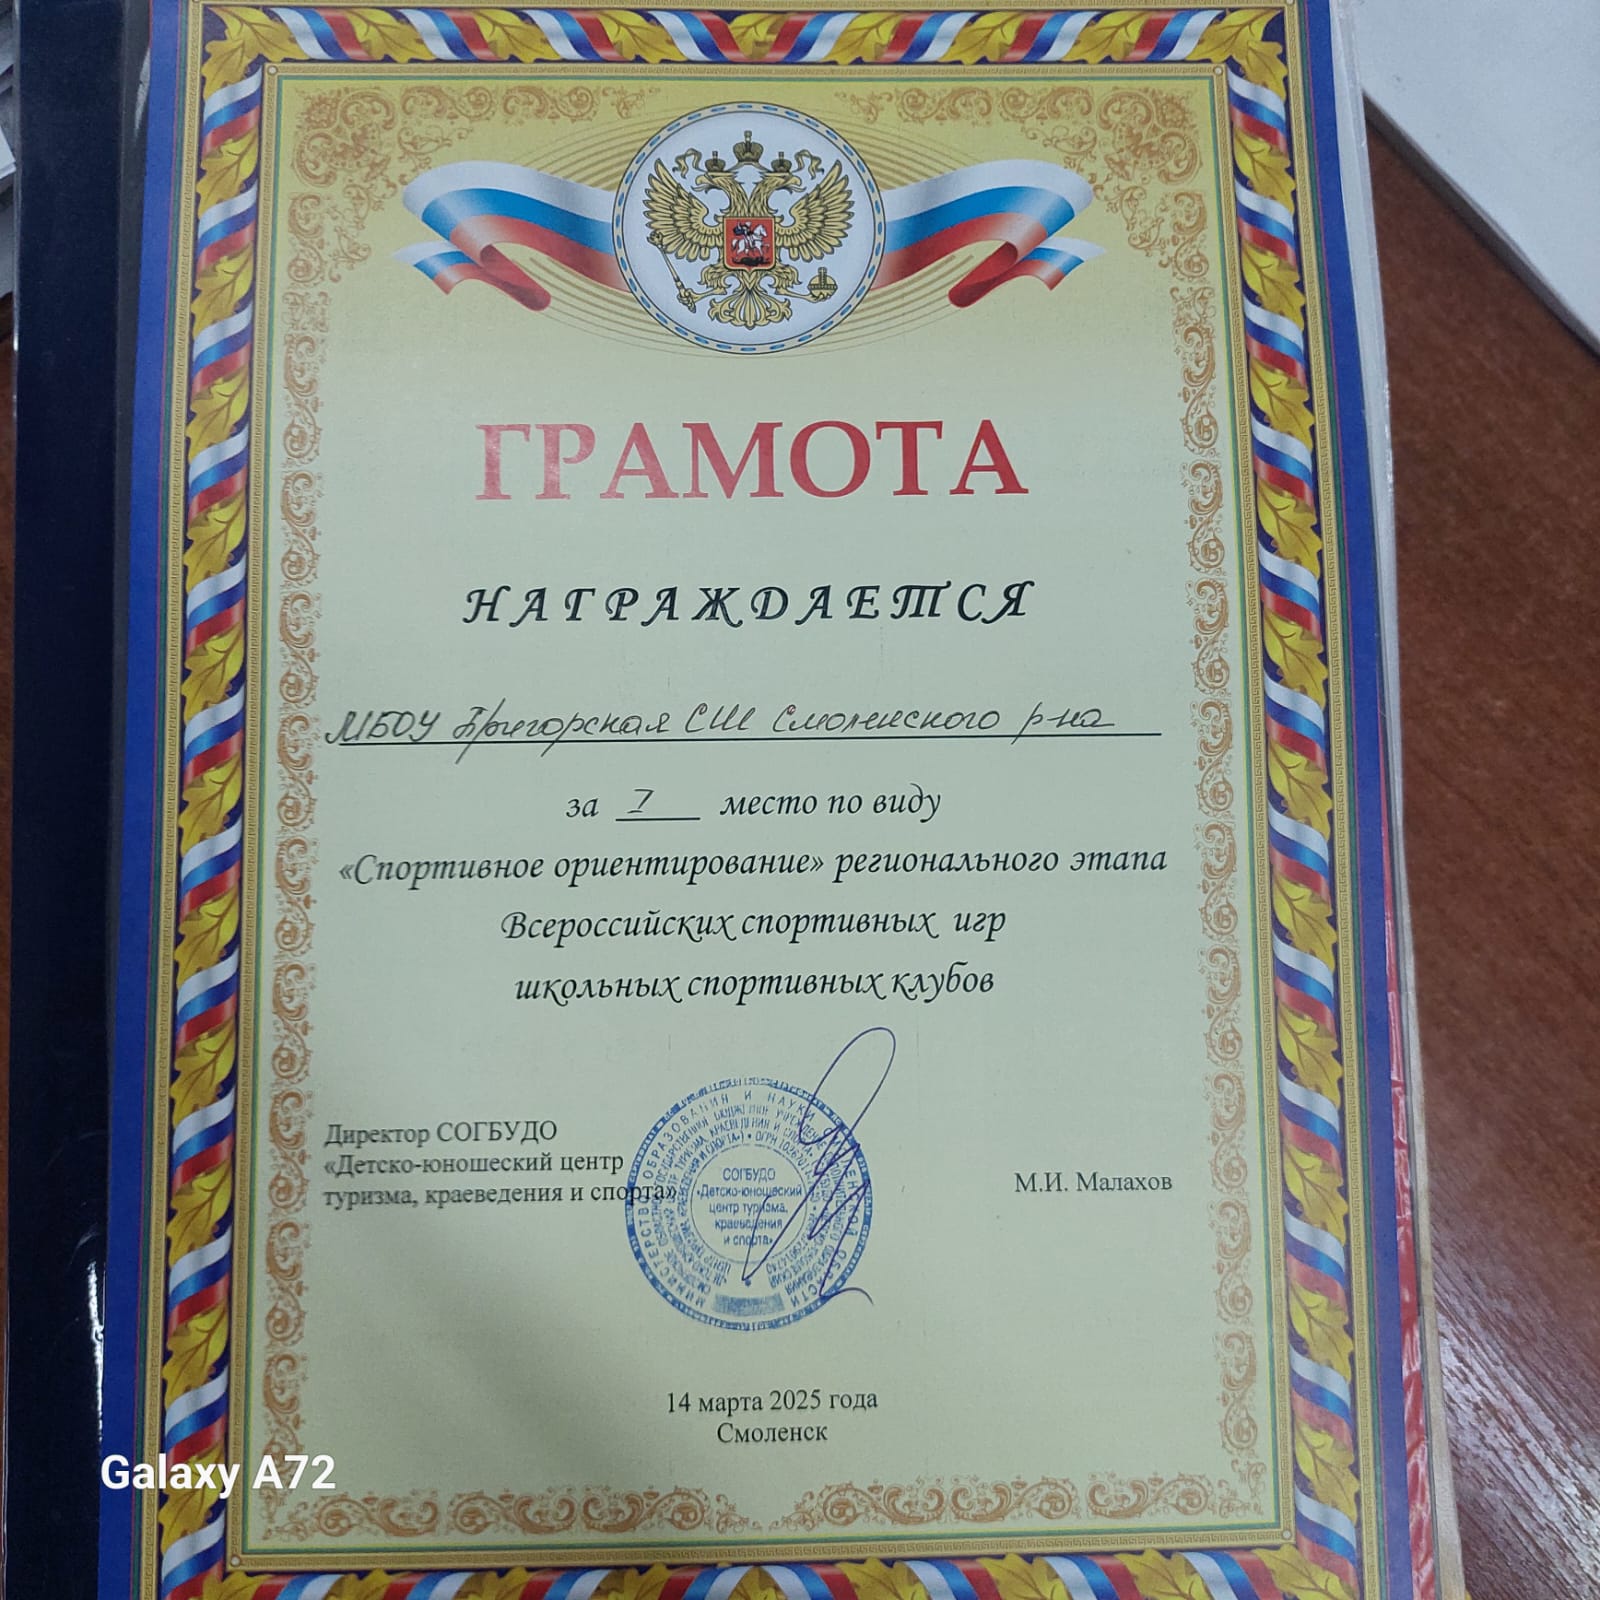 ГРАМОТА
НАГРАЖДАЕТСЯ
МБОУ Пригорская СШ Смоленского р-на
за I место по виду
«Спортивное ориентирование» регионального этапа
Всероссийских спортивных игр
школьных спортивных клубов
Директор СОГБУДО
«Детско-юношеский центр
туризма, краеведения и спорта»
М.И. Малахов
СОГБУДО
«Детско-юношеский
центр туризма,
краеведения
и спорта»
14 марта 2025 года
Смоленск
Galaxy A72